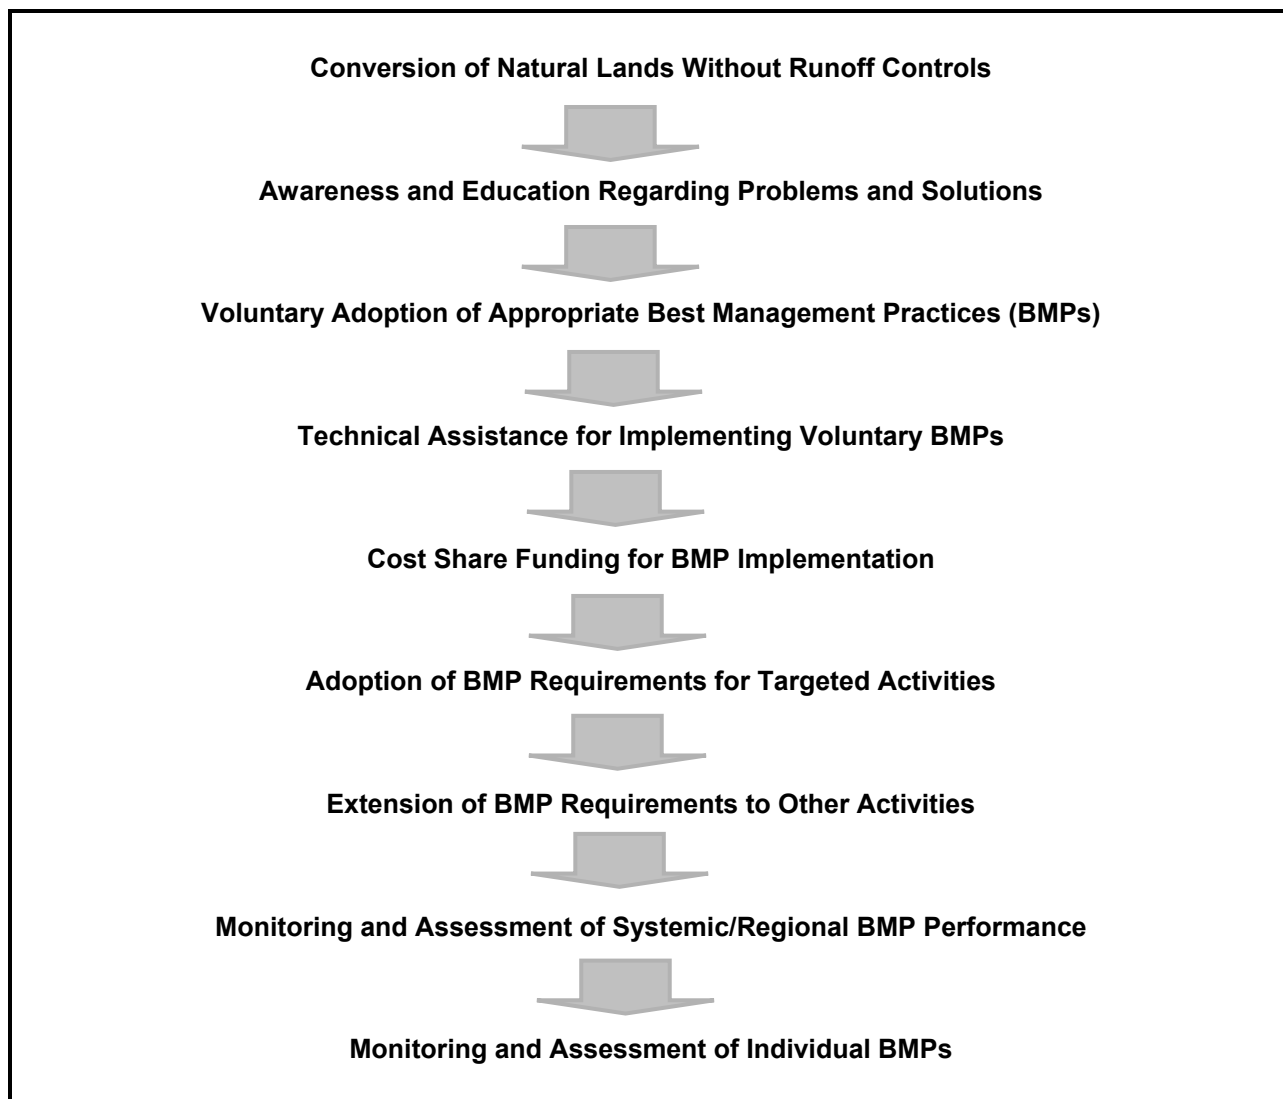 Conversion of Natural Lands Without Runoff Controls
Awareness and Education Regarding Problems and Solutions
Voluntary Adoption of Appropriate Best Management Practices (BMPs)
Technical Assistance for Implementing Voluntary BMPs
Cost Share Funding for BMP Implementation
Adoption of BMP Requirements for Targeted Activities
Extension of BMP Requirements to Other Activities
Monitoring and Assessment of Systemic/Regional BMP Performance
Monitoring and Assessment of Individual BMPs